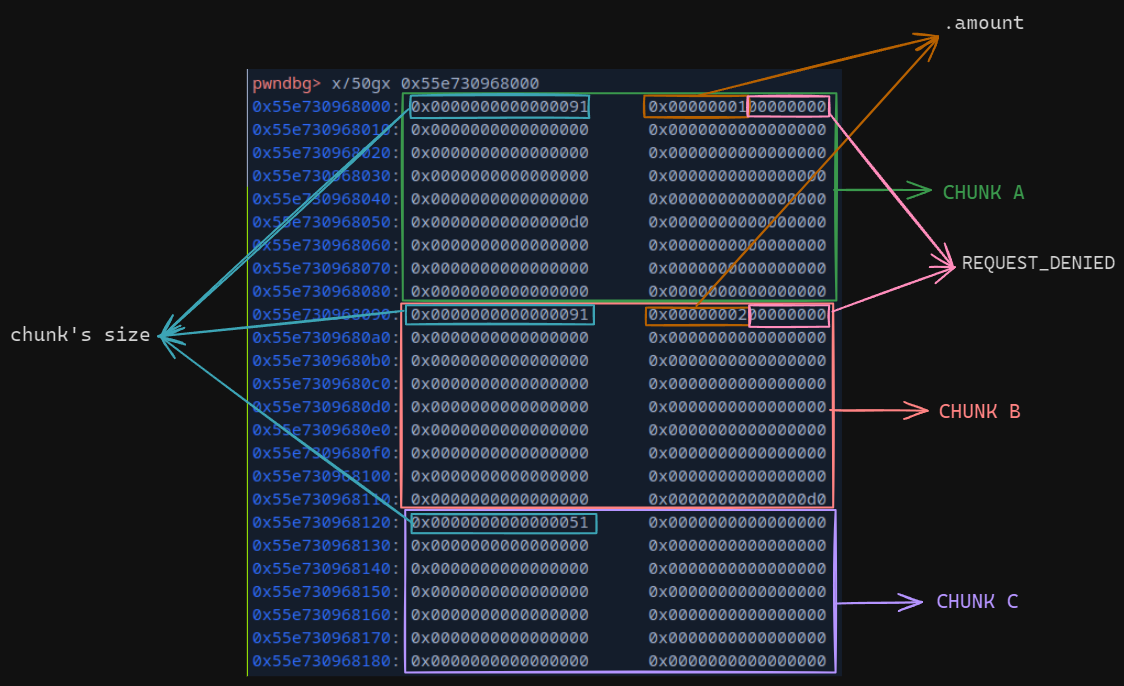 .amount
pwndbg> x/50gx 0x55e730968000
0x55e730968000: 0x0000000000000091 0x0000000100000000
0x55e730968010: 0x0000000000000000 0x0000000000000000
0x55e730968020: 0x0000000000000000 0x0000000000000000
0x55e730968030: 0x0000000000000000 0x0000000000000000
0x55e730968040: 0x0000000000000000 0x0000000000000000
CHUNK A
0x55e730968050: 0x00000000000000d0 0x0000000000000000
0x55e730968060: 0x0000000000000000 0x0000000000000000
0x55e730968070: 0x0000000000000000 0x0000000000000000
REQUEST_DENIED
0x55e730968080: 0x0000000000000000 0x0000000000000000
0x55e730968090: 0x0000000000000091 0x0000000200000000
chunk's size
0x55e7309680a0: 0x0000000000000000 0x0000000000000000
0x55e7309680b0: 0x0000000000000000 0x0000000000000000
0x55e7309680c0: 0x0000000000000000 0x0000000000000000
0x55e7309680d0: 0x0000000000000000 0x0000000000000000
CHUNK B
0x55e7309680e0: 0x0000000000000000 0x0000000000000000
0x55e7309680f0: 0x0000000000000000 0x0000000000000000
0x55e730968100: 0x0000000000000000 0x0000000000000000
0x55e730968110: 0x0000000000000000 0x00000000000000d0
0x55e730968120: 0x0000000000000051 0x0000000000000000
0x55e730968130: 0x0000000000000000 0x0000000000000000
0x55e730968140: 0x0000000000000000 0x0000000000000000
0x55e730968150: 0x0000000000000000 0x0000000000000000
CHUNK C
0x55e730968160: 0x0000000000000000 0x0000000000000000
0x55e730968170: 0x0000000000000000 0x0000000000000000
0x55e730968180: 0x0000000000000000 0x0000000000000000